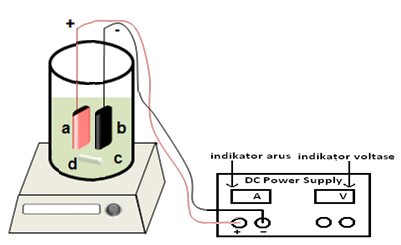 +
-
a
b
d
c
indikator arus indikator voltase
DC Power Supply
A
V
+
-